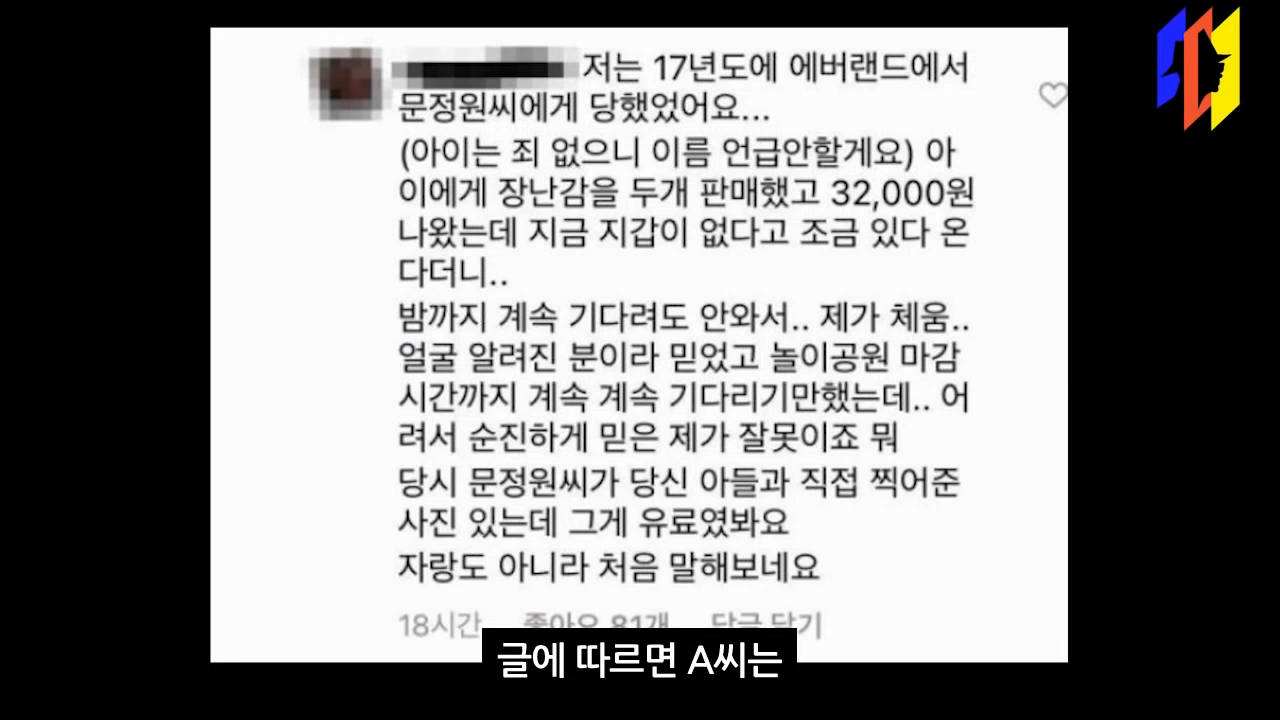 저는 17년도에 에버랜드에서
문정원씨에게 당했었어요...
(아이는 죄 없으니 이름 언급안할게요) 아
이에게 장난감을 두개 판매했고 32,000원
나왔는데 지금 지갑이 없다고 조금 있다 온
다더니..
밤까지 계속 기다려도 안와서.. 제가 체움..
얼굴 알려진 분이라 믿었고 놀이공원 마감
시간까지 계속 계속 기다리기만했는데.. 어
려서 순진하게 믿은 제가 잘못이죠 뭐
당시 문정원씨가 당신 아들과 직접 찍어준
사진 있는데 그게 유료였봐요
자랑도 아니라 처음 말해보네요
18시간 좋아요 81개 답글 달기
글에 따르면 A씨는